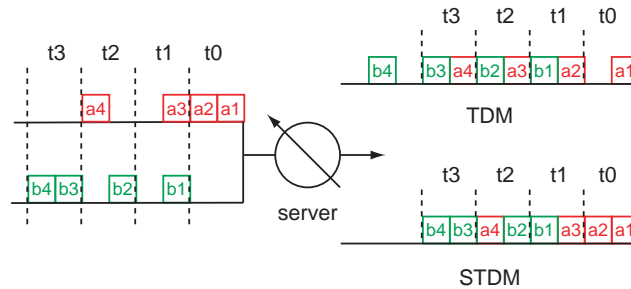 t3 t2 t1 t0
a4 a3 a2 a1
b4 b3 b2 b1
server
t3 t2 t1 t0
b4 b3 a4 b2 a3 b1 a2 a1
TDM
t3 t2 t1 t0
b4 b3 a4 b2 b1 a3 a2 a1
STDM